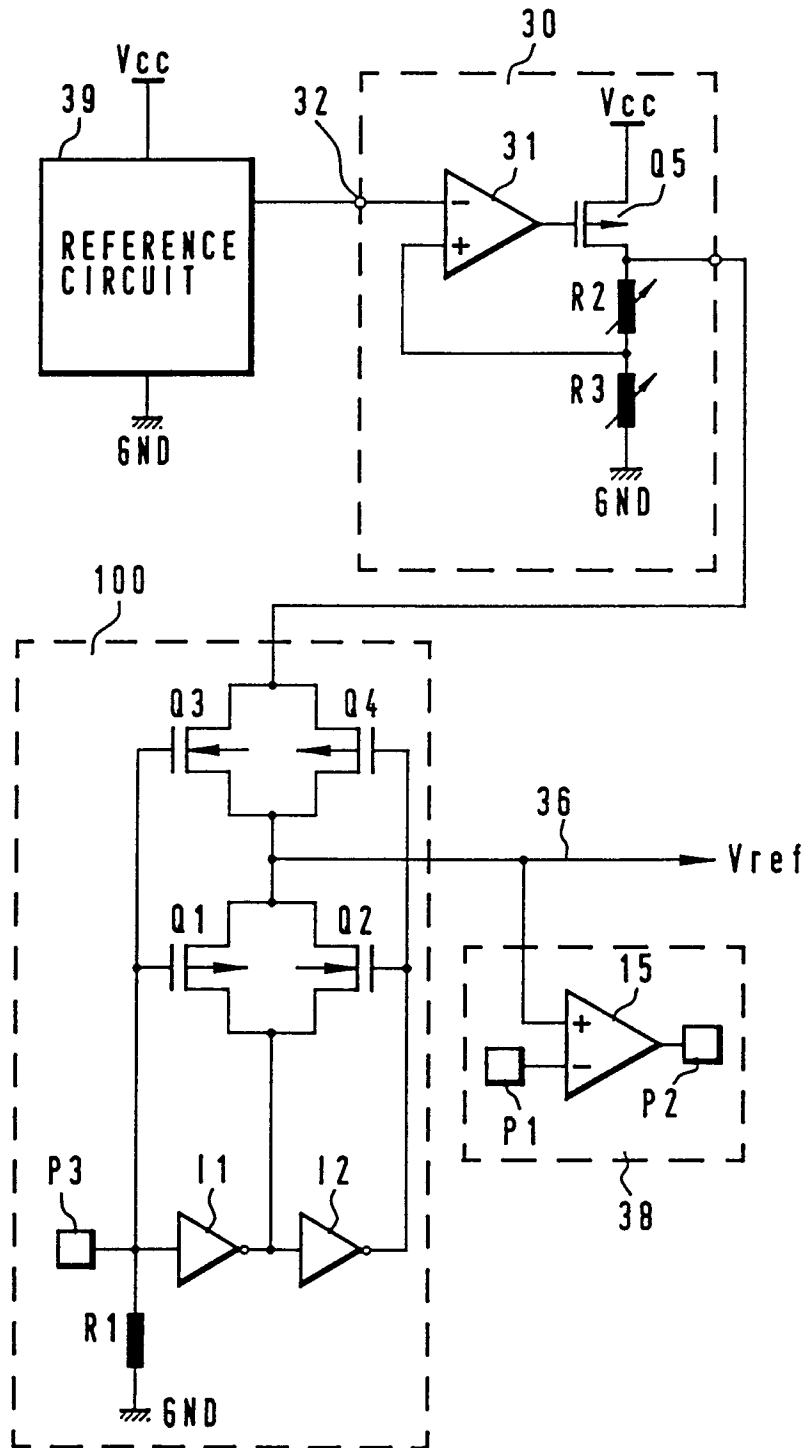 30
Vcc
39
32
Vcc
31
Q5
REFERENCE
CIRCUIT
-
+
R2
R3
GND
GND
100
Q3
Q4
36
Vref
Q1
Q2
15
+
-
P1
P2
38
P3
I1
I2
R1
GND